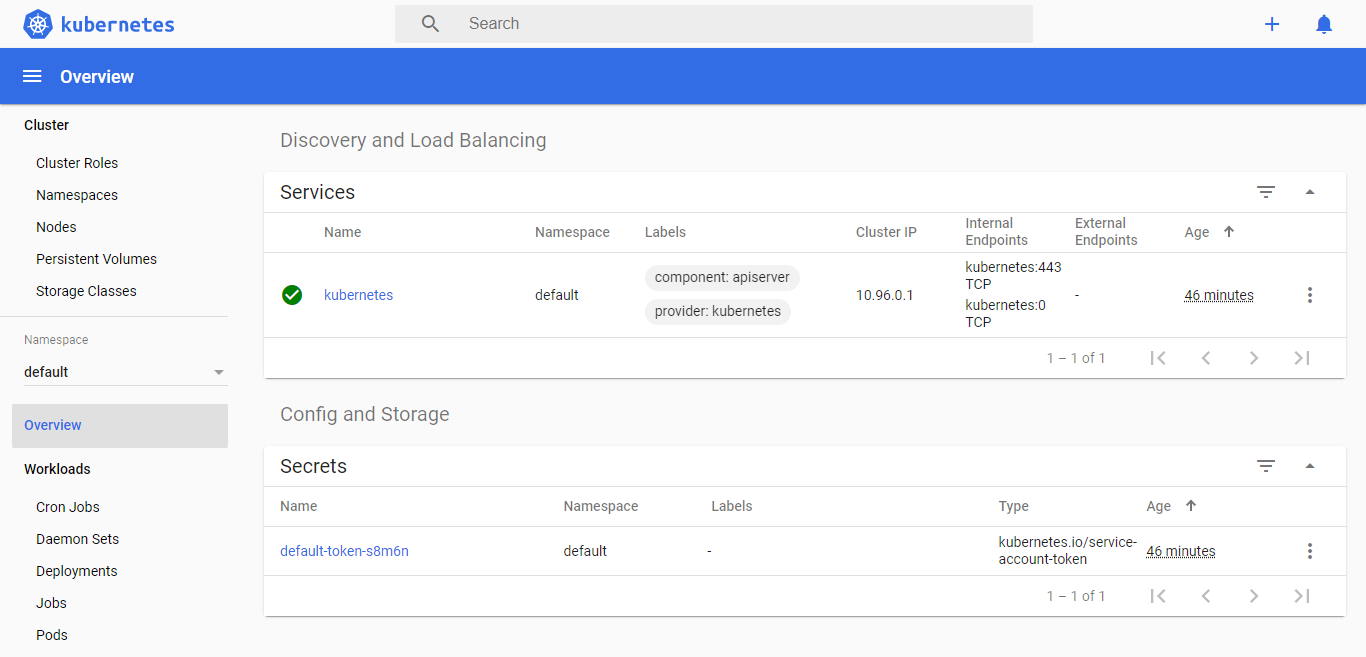 kubernetes
Search
Overview
Cluster
Cluster Roles
Namespaces
Nodes
Persistent Volumes
Storage Classes
Namespace
default
Overview
Workloads
Cron Jobs
Daemon Sets
Deployments
Jobs
Pods
Discovery and Load Balancing
Services
Name Namespace Labels Cluster IP Internal Endpoints External Endpoints Age
kubernetes default component: apiserver provider: kubernetes 10.96.0.1 kubernetes:443 TCP kubernetes:0 TCP - 46 minutes
1 – 1 of 1
Config and Storage
Secrets
Name Namespace Labels Type Age
default-token-s8m6n default - kubernetes.io/service-account-token 46 minutes
1 – 1 of 1